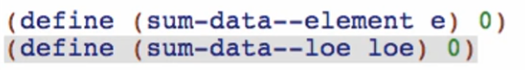 (define (sum-data--element e) 0)
(define (sum-data--loe loe) 0)